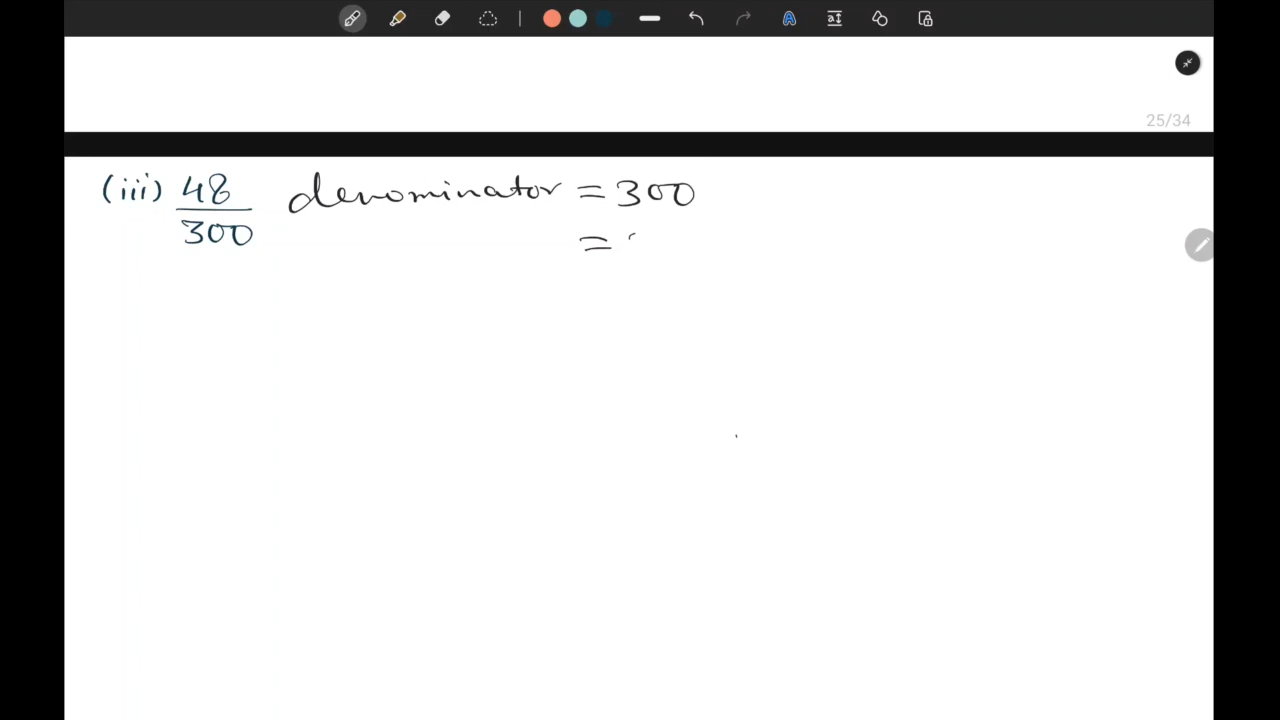 25/34
(iii) 48/300 denominator = 300
=